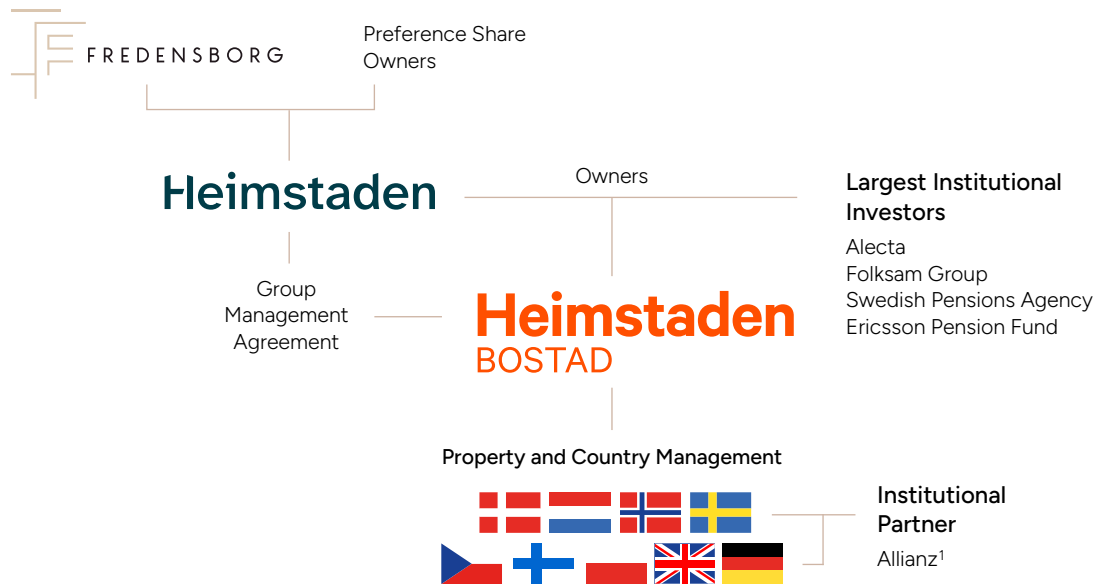 FREDENSBORG
Preference Share
Owners
Heimstaden
Owners
Largest Institutional
Investors
Alecta
Folksam Group
Swedish Pensions Agency
Ericsson Pension Fund
Group
Management
Agreement
Heimstaden
BOSTAD
Property and Country Management
Institutional
Partner
Allianz¹